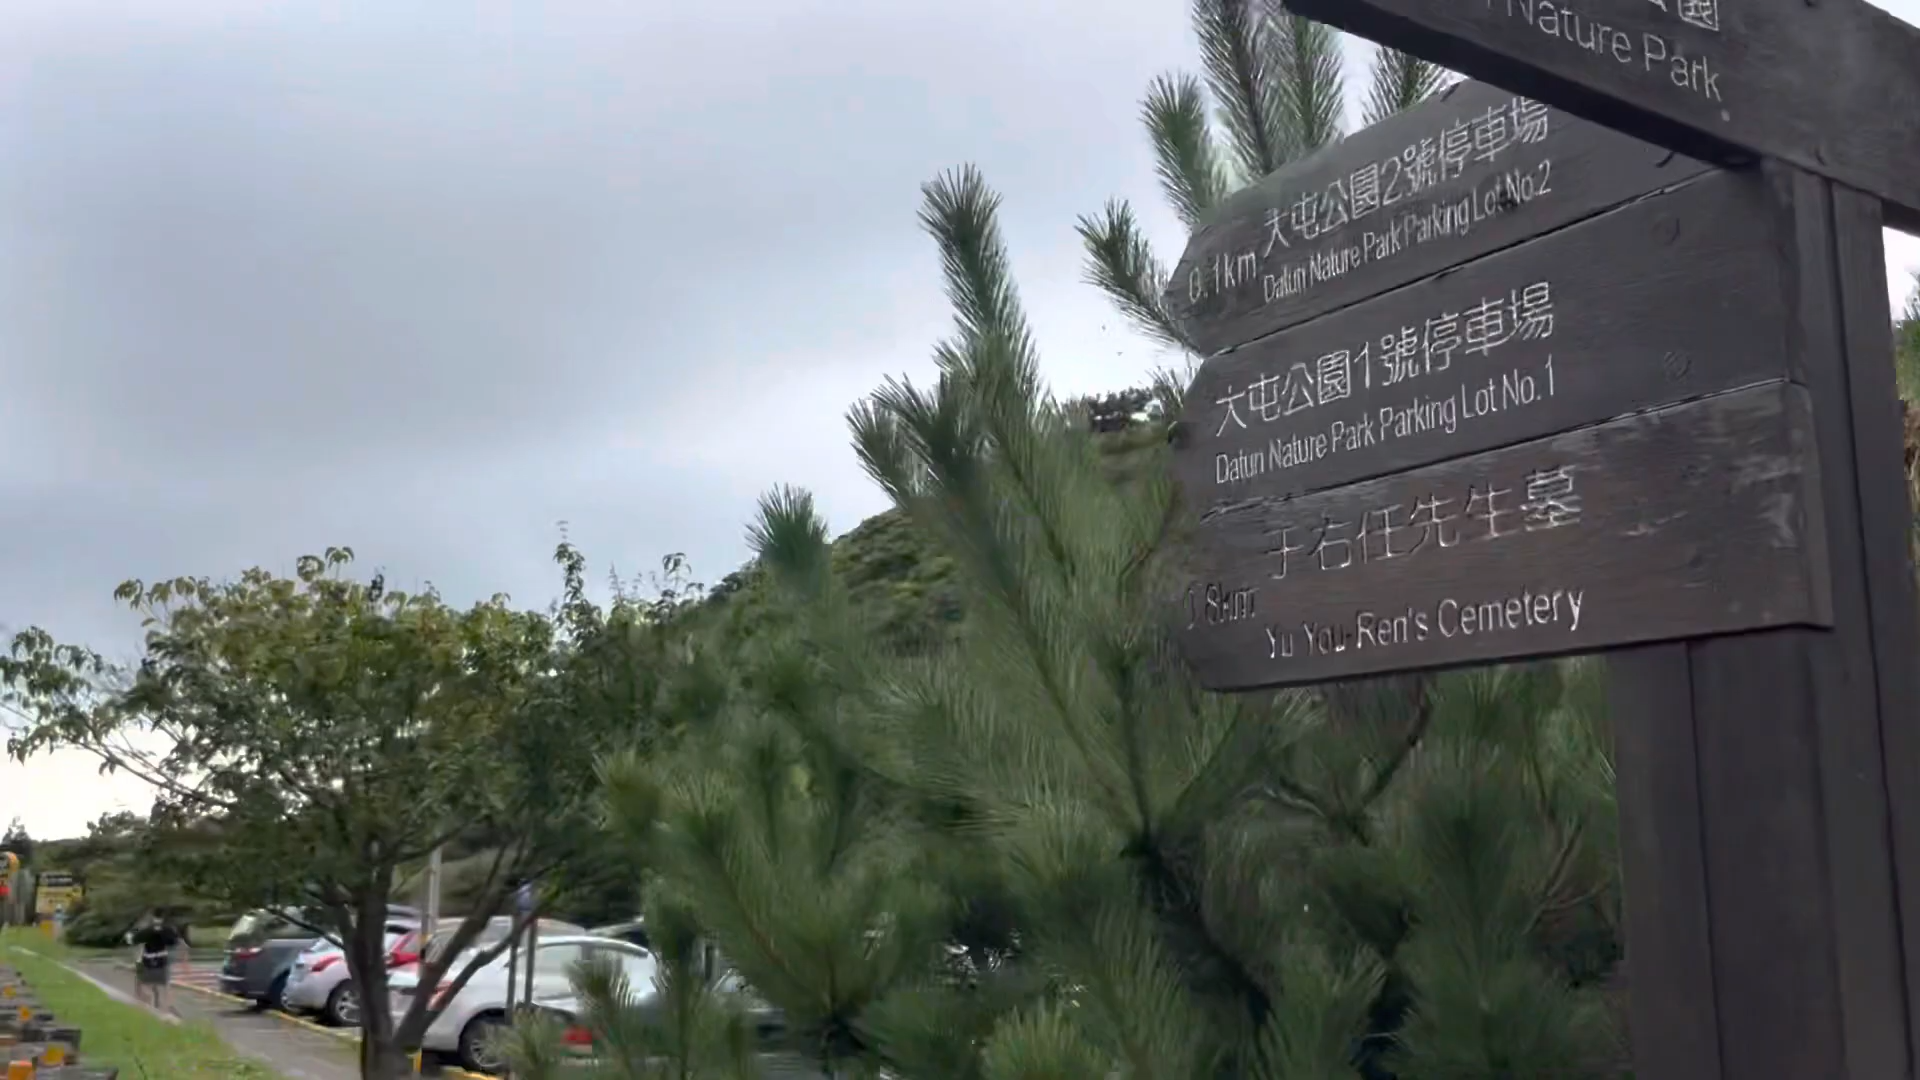 Nature Park
大屯公園2號停車場
0.1km Datun Nature Park Parking Lot No.2
大屯公園1號停車場
Datun Nature Park Parking Lot No.1
于右任先生墓
Yu You-Ren's Cemetery